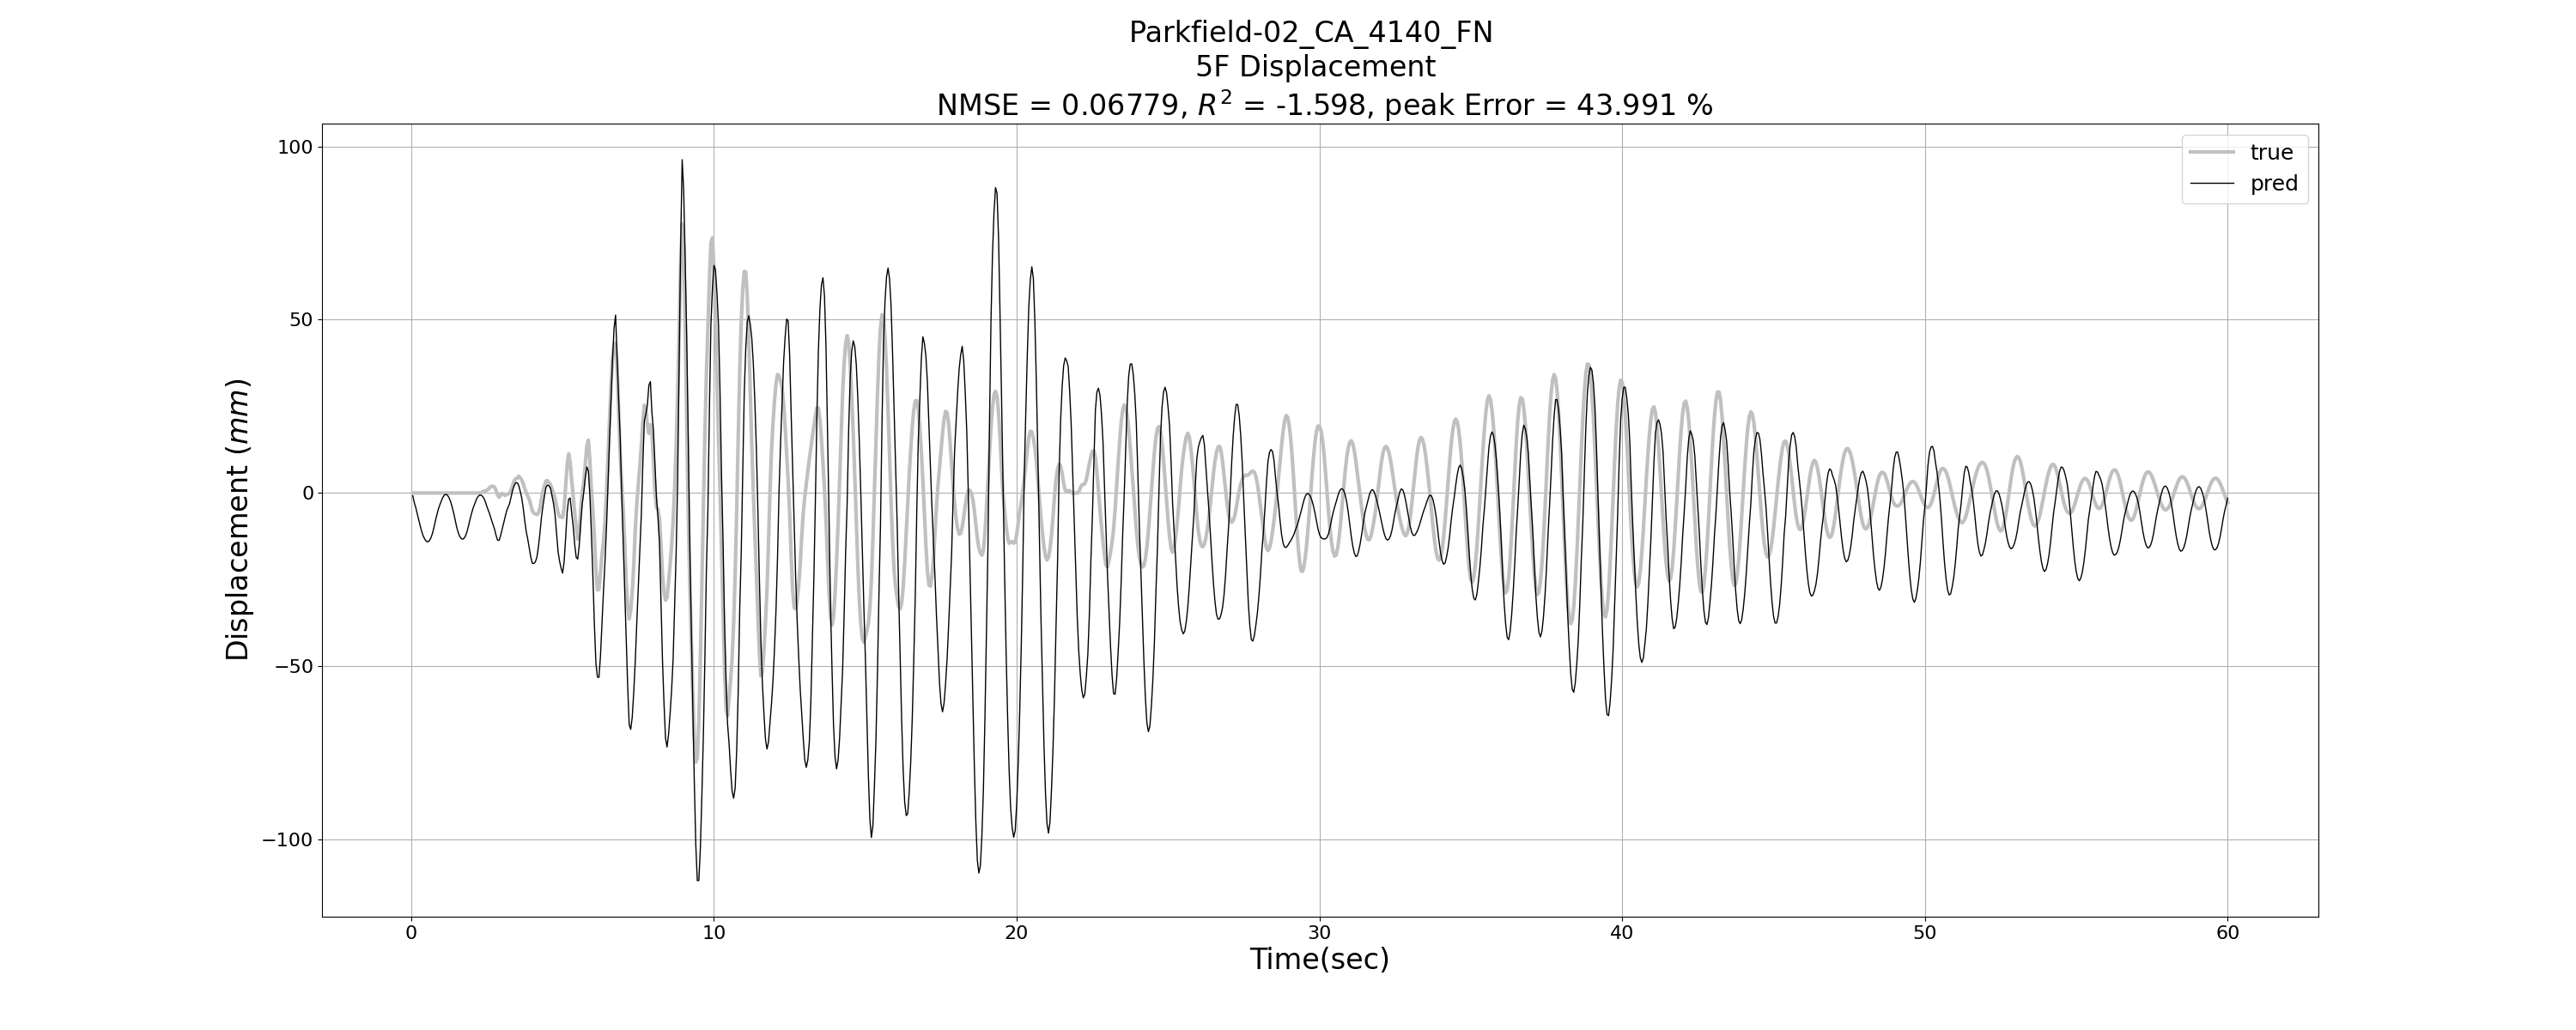 Parkfield-02_CA_4140_FN
5F Displacement
NMSE = 0.06779, R² = -1.598, peak Error = 43.991 %
true
pred
Displacement (mm)
100
50
0
−50
−100
0 10 20 30 40 50 60
Time(sec)